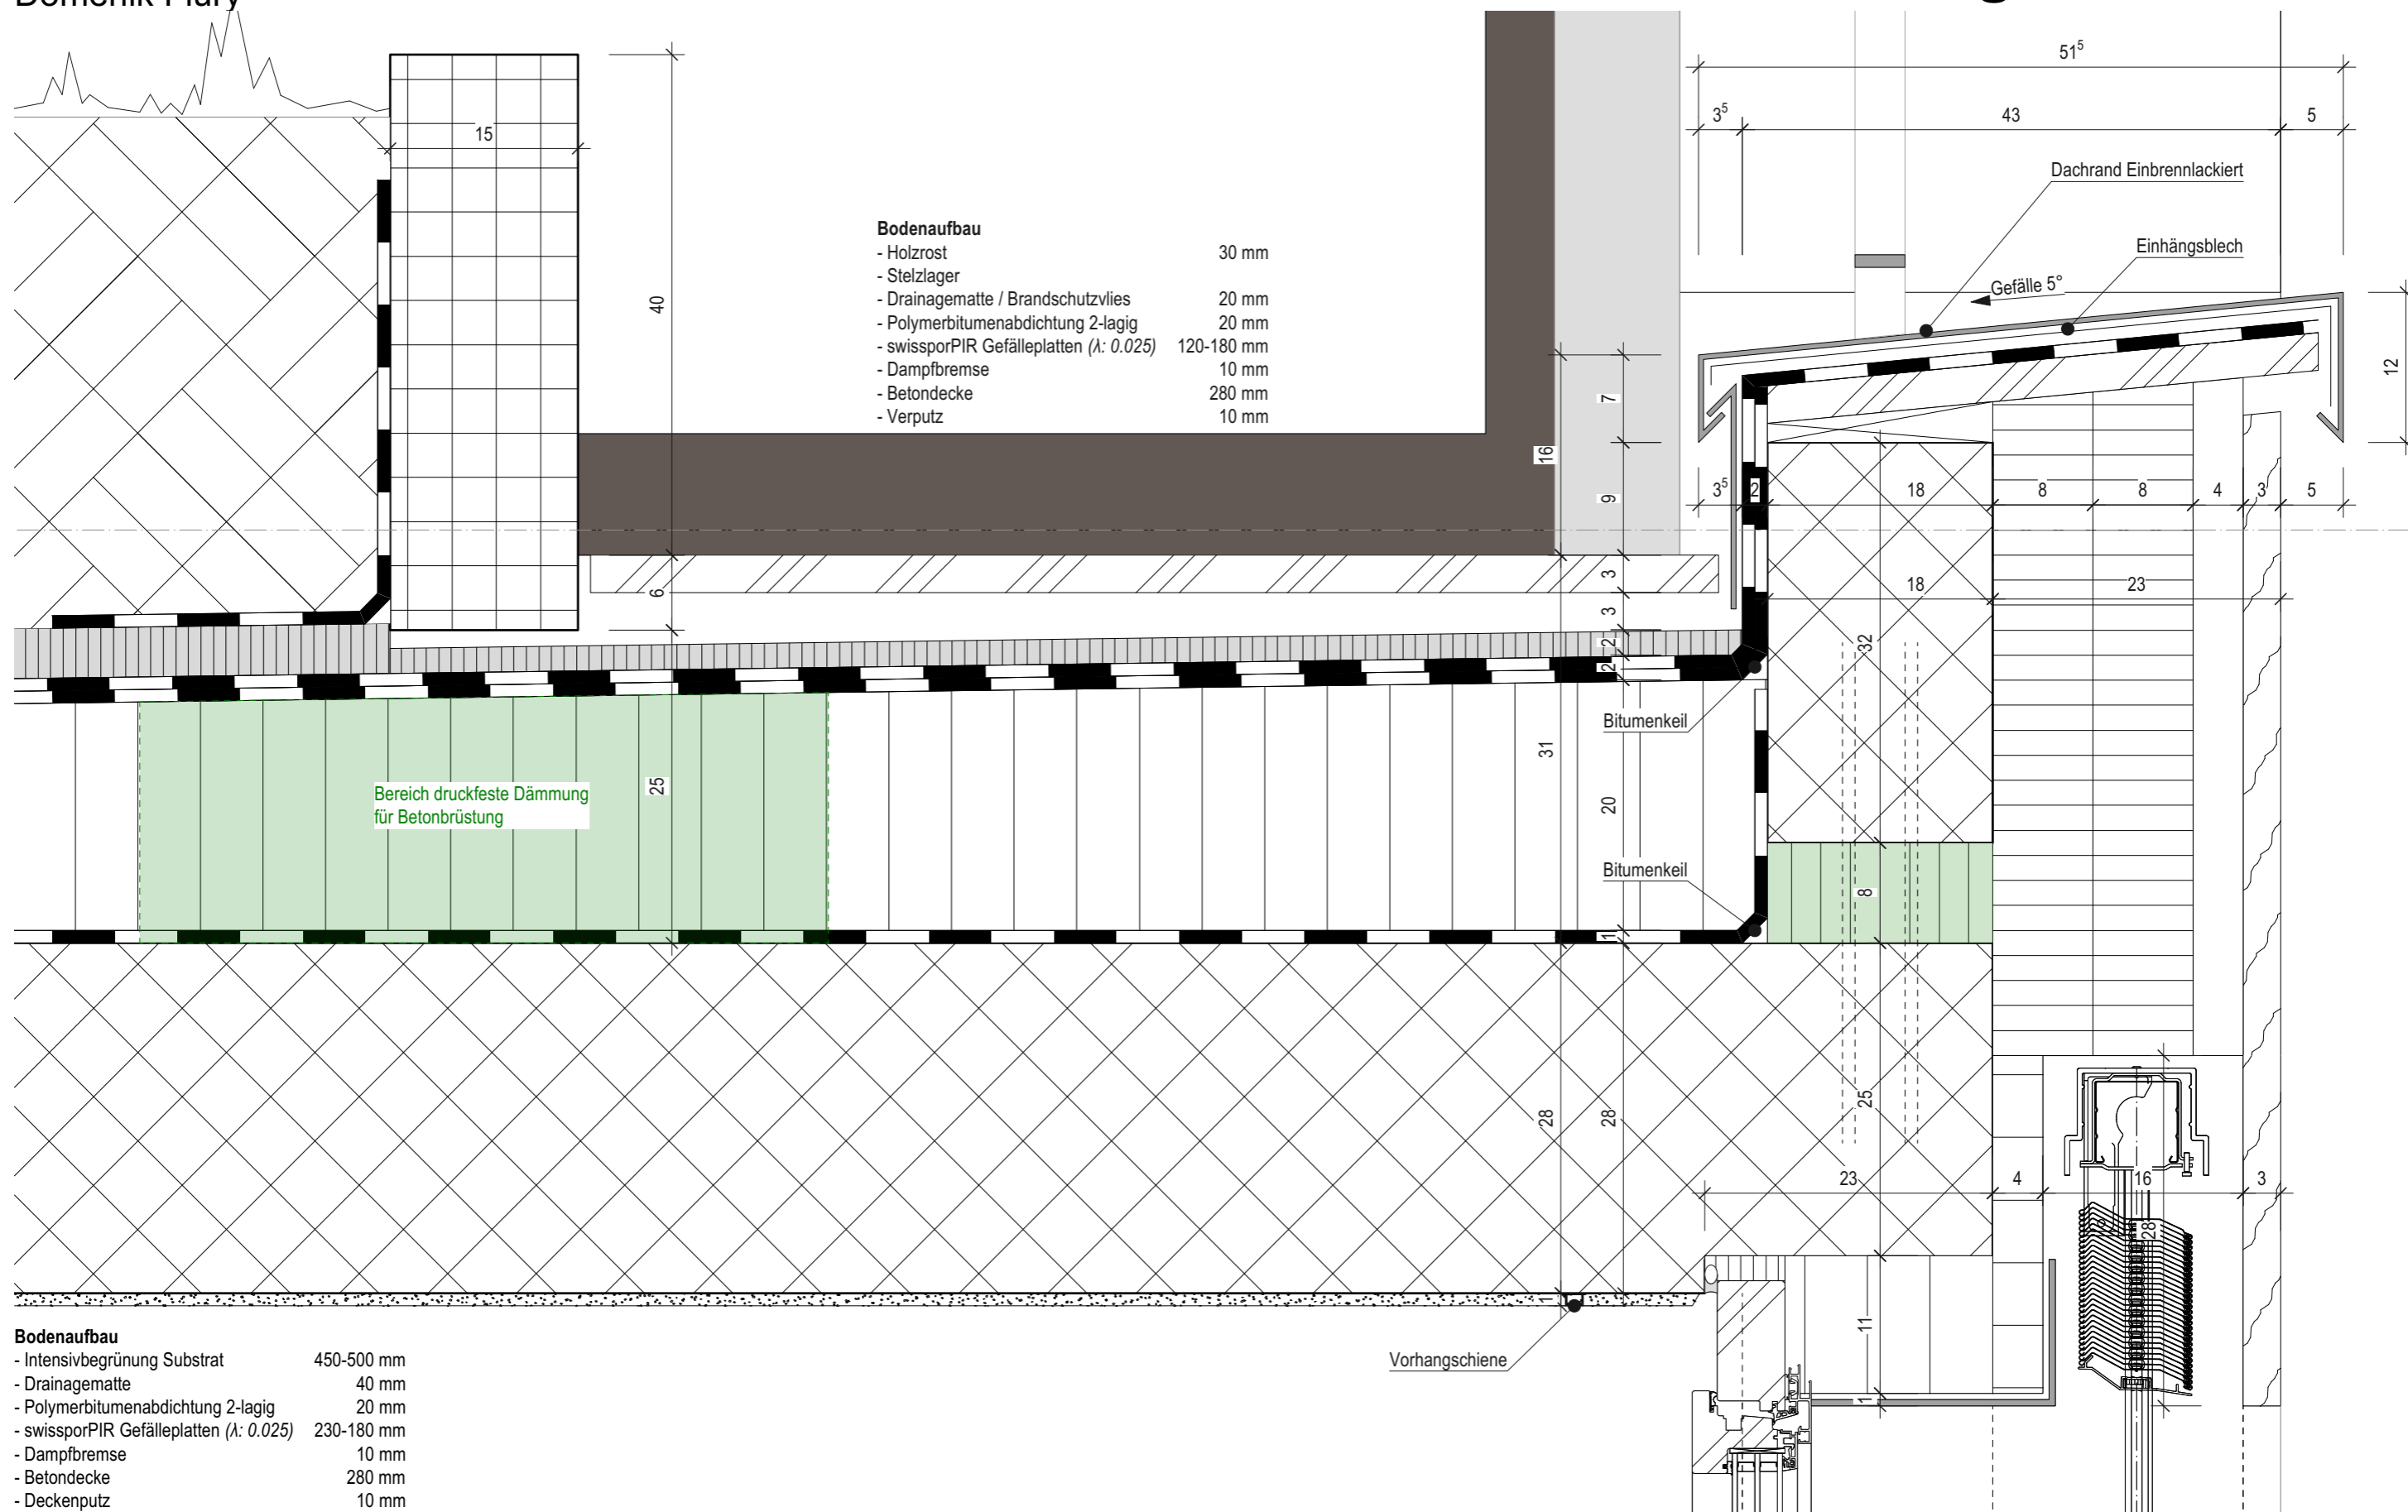 51⁵
3⁵ 43 5
15
Dachrand Einbrennlackiert
Bodenaufbau
- Holzrost 30 mm
- Stelzlager
- Drainagematte / Brandschutzvlies 20 mm
- Polymerbitumenabdichtung 2-lagig 20 mm
- swissporPIR Gefälleplatten (λ: 0.025) 120-180 mm
- Dampfbremse 10 mm
- Betondecke 280 mm
- Verputz 10 mm
Einhängsblech
Gefälle 5°
40
12
7
16
9
3⁵ 2 18 8 8 4 3 5
3
6
3
18 23
32
2
2
Bitumenkeil
31
Bereich druckfeste Dämmung
für Betonbrüstung
25
20
Bitumenkeil
8
1
28
28
25
23 4 16 3
28
1
11
1
Vorhangschiene
Bodenaufbau
- Intensivbegrünung Substrat 450-500 mm
- Drainagematte 40 mm
- Polymerbitumenabdichtung 2-lagig 20 mm
- swissporPIR Gefälleplatten (λ: 0.025) 230-180 mm
- Dampfbremse 10 mm
- Betondecke 280 mm
- Deckenputz 10 mm